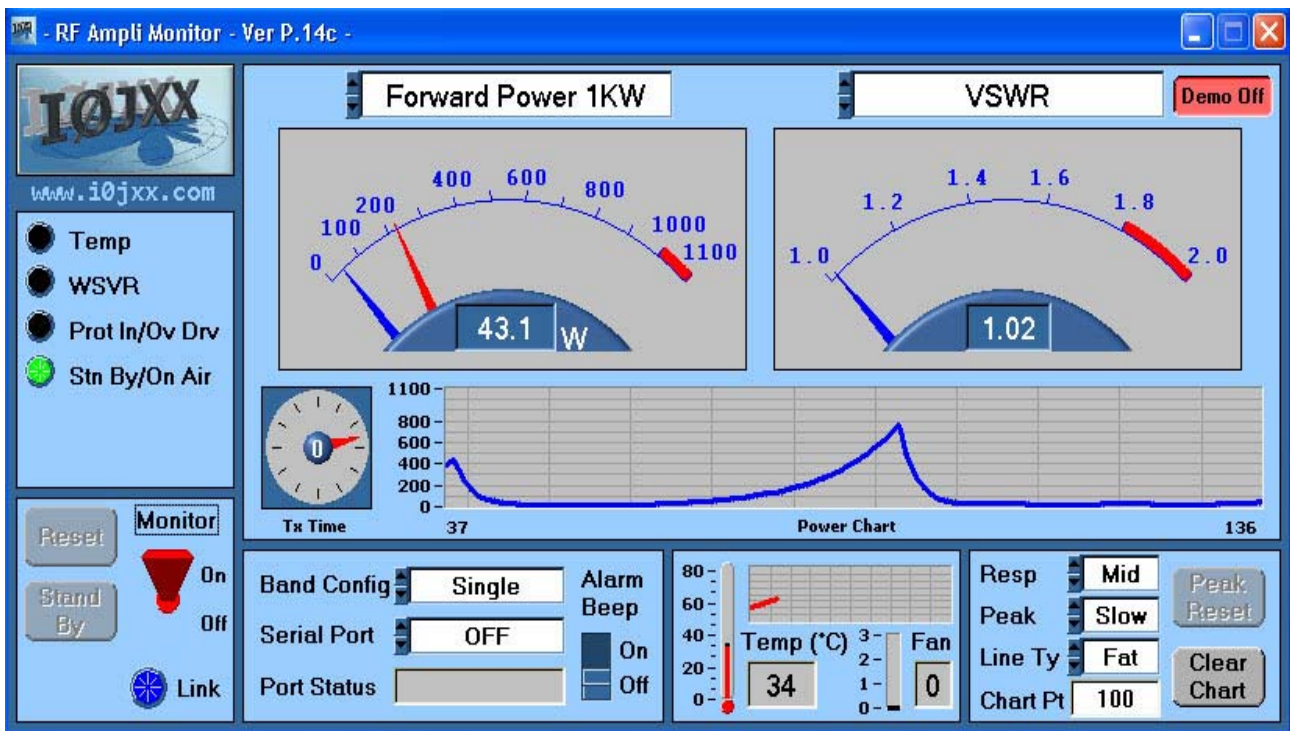 - RF Ampli Monitor - Ver P.14c -
IØJXX
www.i0jxx.com
Temp
WSVR
Prot In/Ov Drv
Stn By/On Air
Forward Power 1KW
0 100 200 400 600 800 1000 1100
43.1 W
VSWR
Demo Off
1.0 1.2 1.4 1.6 1.8 2.0
1.02
0
Tx Time
1100
800
600
400
200
0
37 Power Chart 136
Reset
Stand
By
Monitor
On
Off
Link
Band Config Single
Serial Port OFF
Port Status
Alarm
Beep
On
Off
80
60
40
20
0
Temp (°C)
34
3
2
1
0
Fan
0
Resp Mid
Peak Slow
Line Ty Fat
Chart Pt 100
Peak
Reset
Clear
Chart